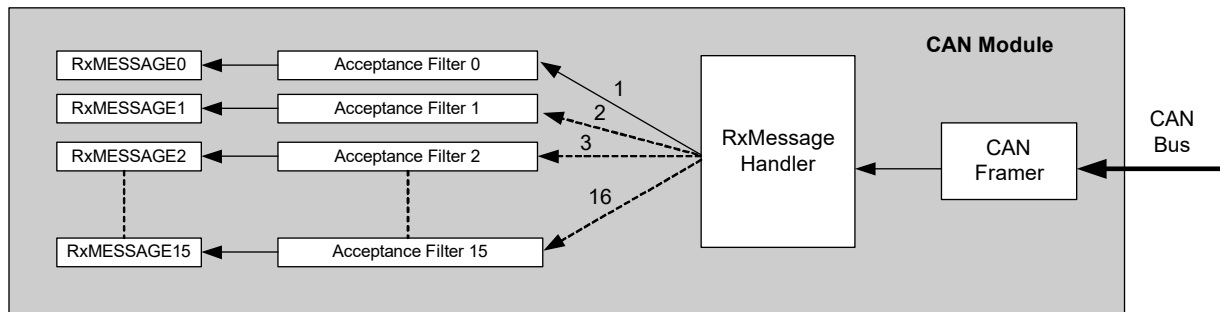 CAN Module
RxMESSAGE0
Acceptance Filter 0
1
RxMESSAGE1
Acceptance Filter 1
2
RxMESSAGE2
Acceptance Filter 2
3
16
RxMESSAGE15
Acceptance Filter 15
RxMessage
Handler
CAN
Framer
CAN
Bus